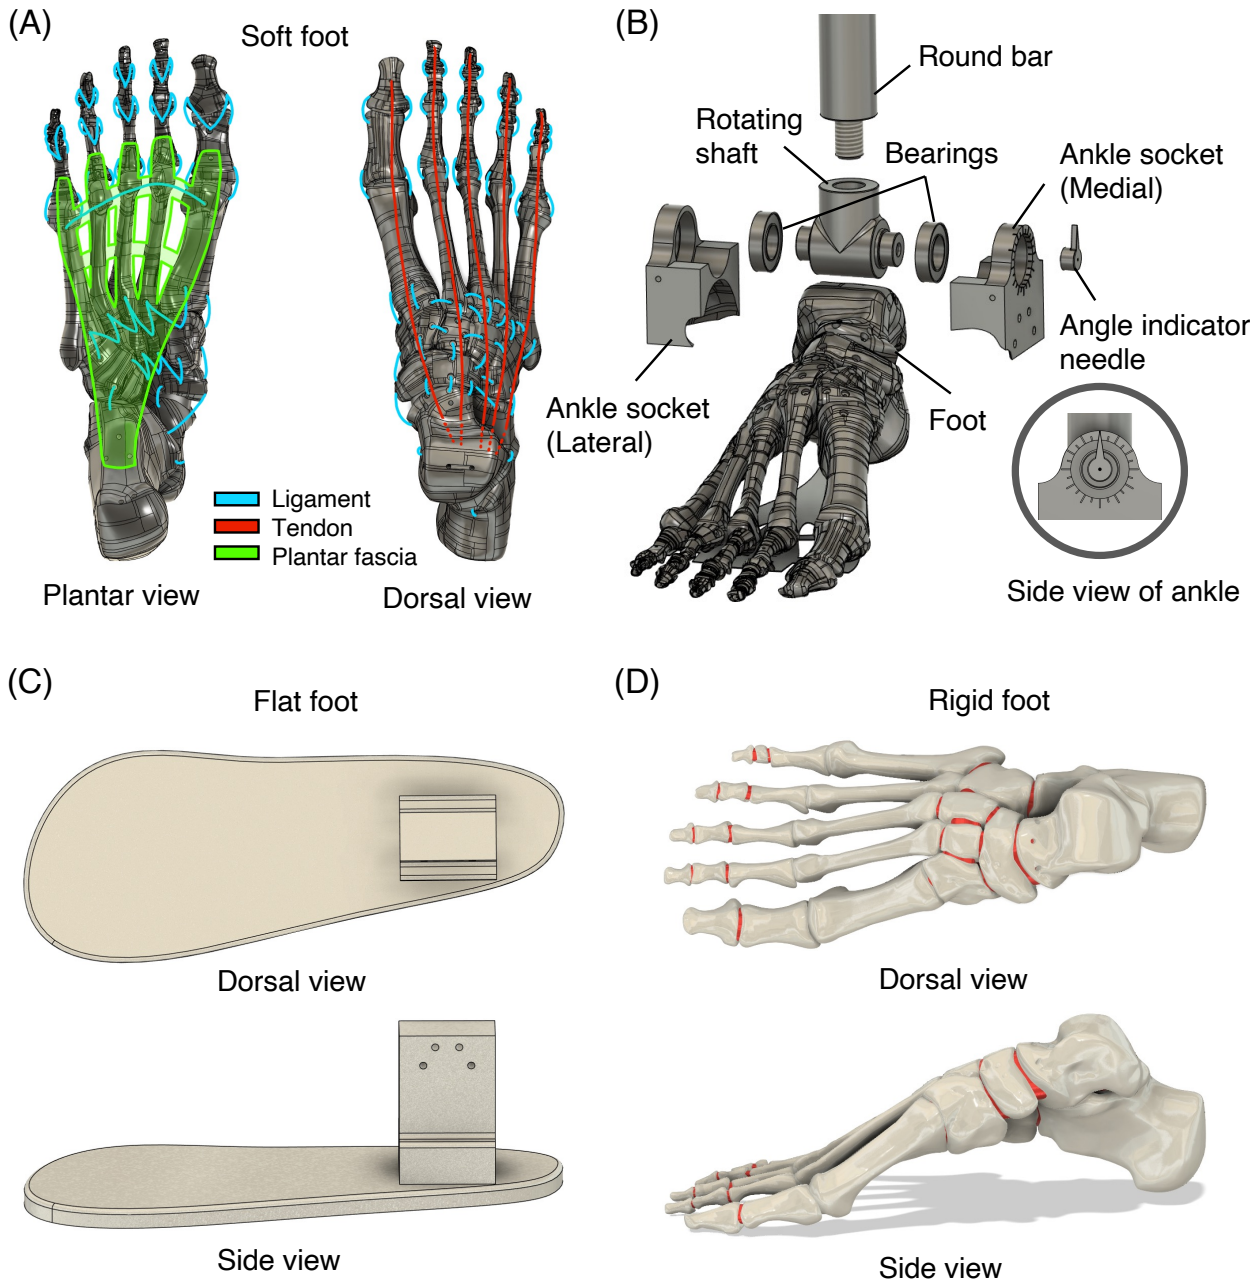 (A)
Soft foot
Ligament
Tendon
Plantar fascia
Plantar view
Dorsal view
(B)
Round bar
Rotating
shaft
Bearings
Ankle socket
(Medial)
Angle indicator
needle
Ankle socket
(Lateral)
Foot
Side view of ankle
(C)
Flat foot
Dorsal view
Side view
(D)
Rigid foot
Dorsal view
Side view